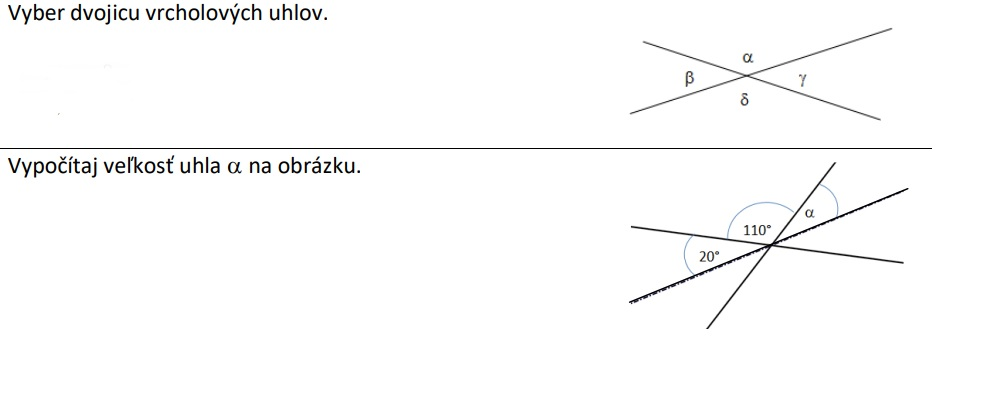 Vyber dvojicu vrcholových uhlov.
α
β
γ
δ
Vypočítaj veľkosť uhla α na obrázku.
α
110°
20°